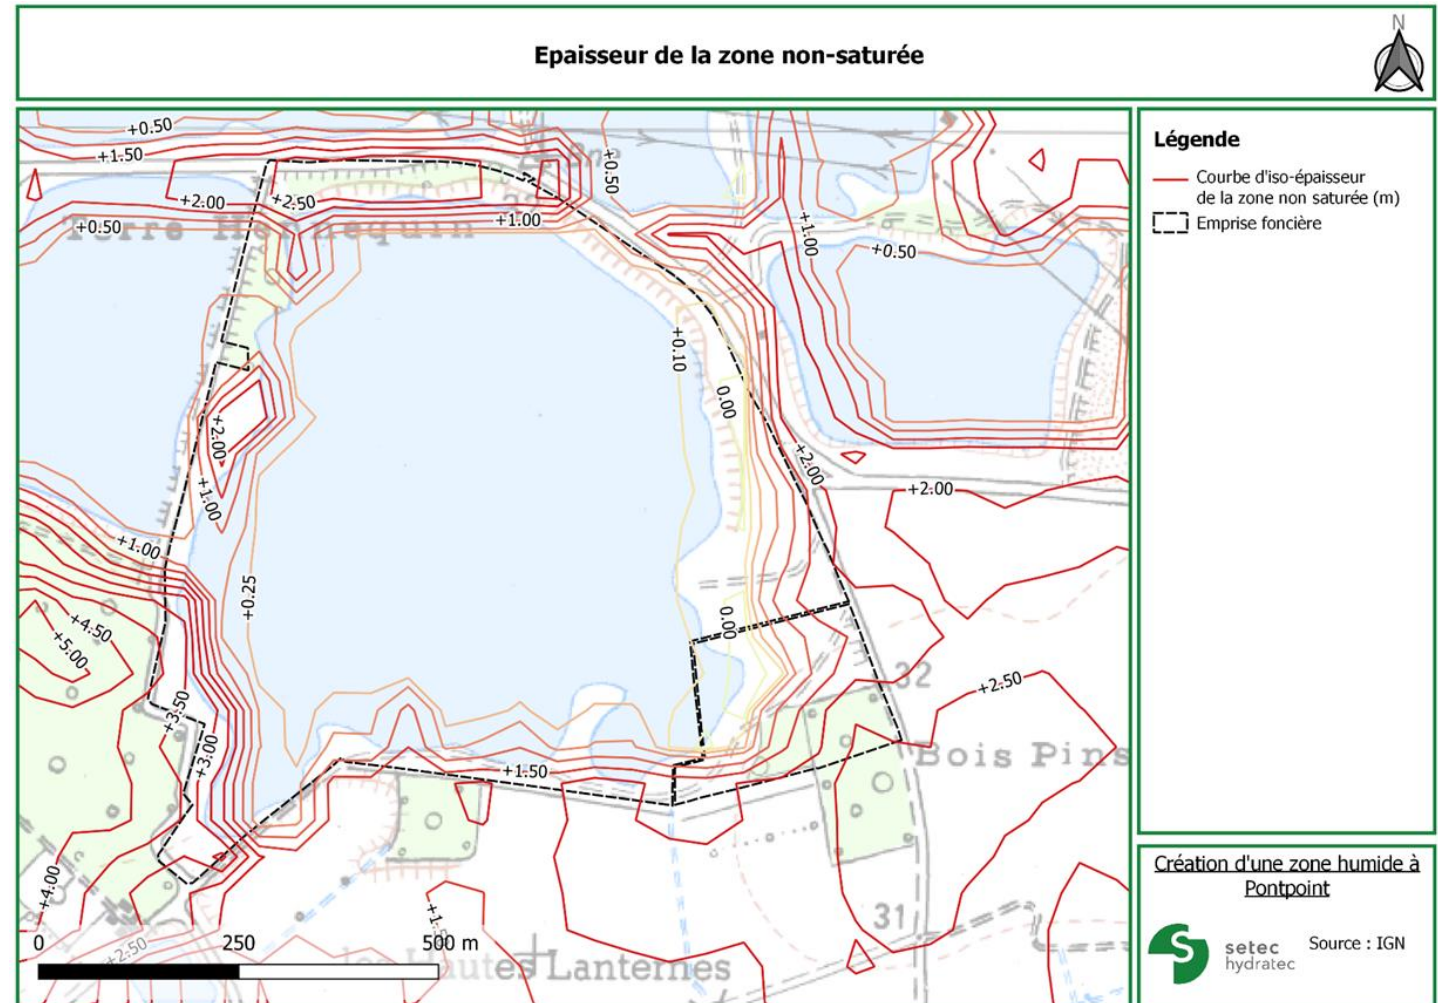 Epaisseur de la zone non-saturée
N
Légende
Courbe d'iso-épaisseur
de la zone non saturée (m)
Emprise foncière
+0.50
+1.50
+0.50
+2.00
+2.50
+1.00
+0.50
+1.00
+0.50
+0.10
0.00
+2.00
+2.00
+1.00
+2.00
+1.00
+0.25
0.00
+4.50
+5.00
32
+2.50
+3.50
+3.00
Bois Pins
+1.50
+4.00
31
+2.50
Hautes Lanternes
0
250
500 m
Création d'une zone humide à
Pontpoint
setec
hydratec
Source : IGN